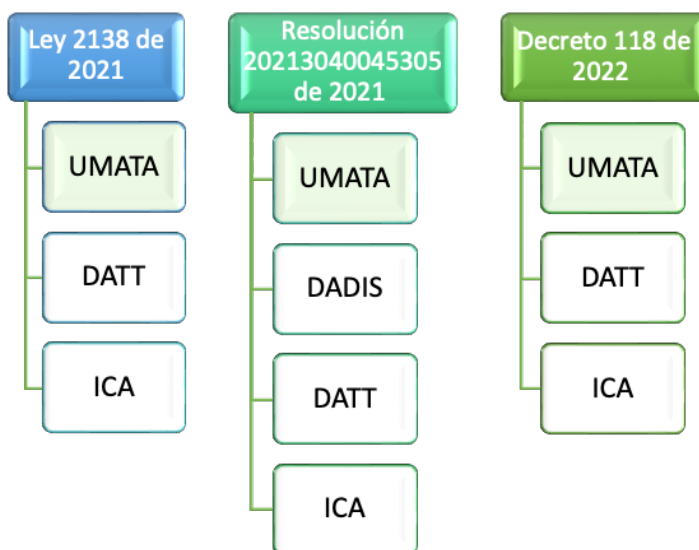 Ley 2138 de
2021
UMATA
DATT
ICA
Resolución
20213040045305
de 2021
UMATA
DADIS
DATT
ICA
Decreto 118 de
2022
UMATA
DATT
ICA